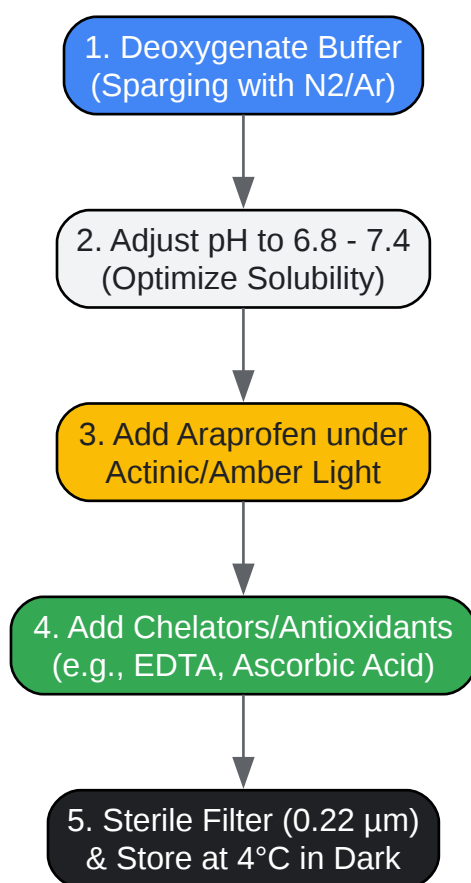 1. Deoxygenate Buffer
(Sparging with N2/Ar)
2. Adjust pH to 6.8 - 7.4
(Optimize Solubility)
3. Add Araprofen under
Actinic/Amber Light
4. Add Chelators/Antioxidants
(e.g., EDTA, Ascorbic Acid)
5. Sterile Filter (0.22 µm)
& Store at 4°C in Dark